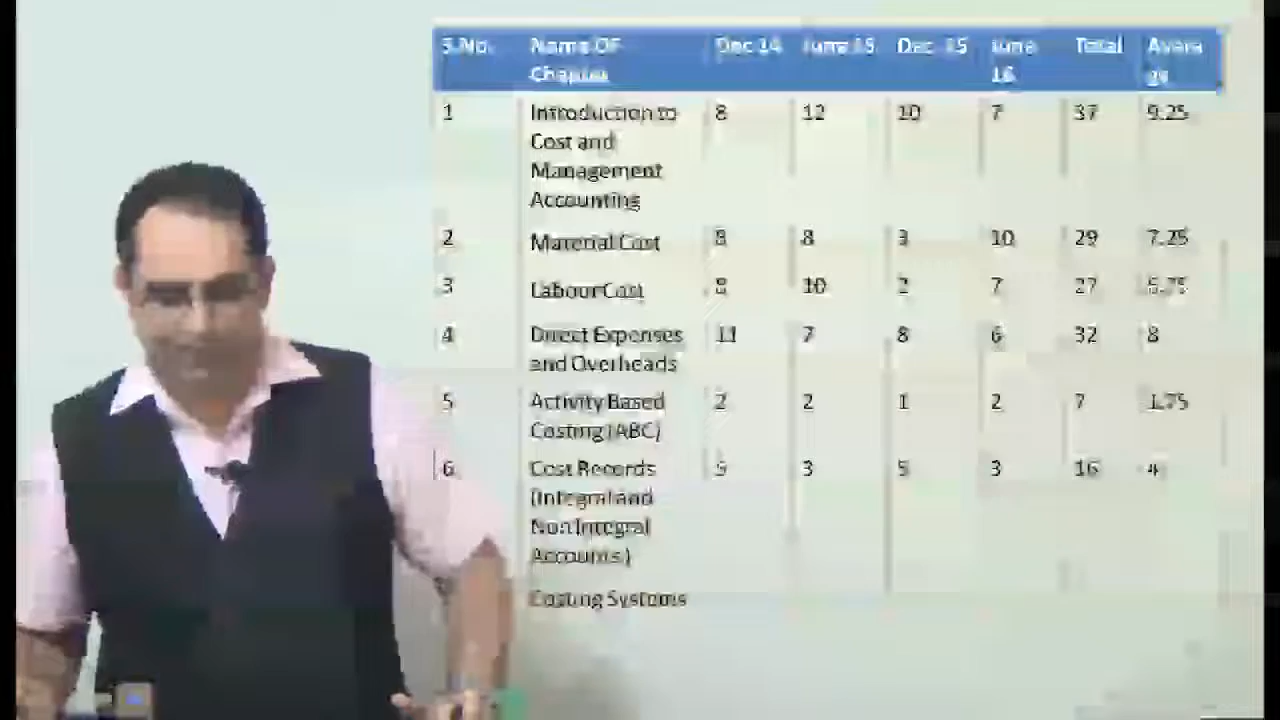 S.No. Name OF Dec 14 June 15 Dec 15 June Total Avera
Chapter 16 ge
1 Introduction to 8 12 10 7 37 9.25
Cost and
Management
Accounting
2 Material Cost 8 8 3 10 29 7.25
3 Labour Cost 8 10 2 7 27 6.75
4 Direct Expenses 11 7 8 6 32 8
and Overheads
5 Activity Based 2 2 1 2 7 1.75
Costing (ABC)
6 Cost Records 5 3 5 3 16 4
(Integral and
Non Integral
Accounts)
Costing Systems